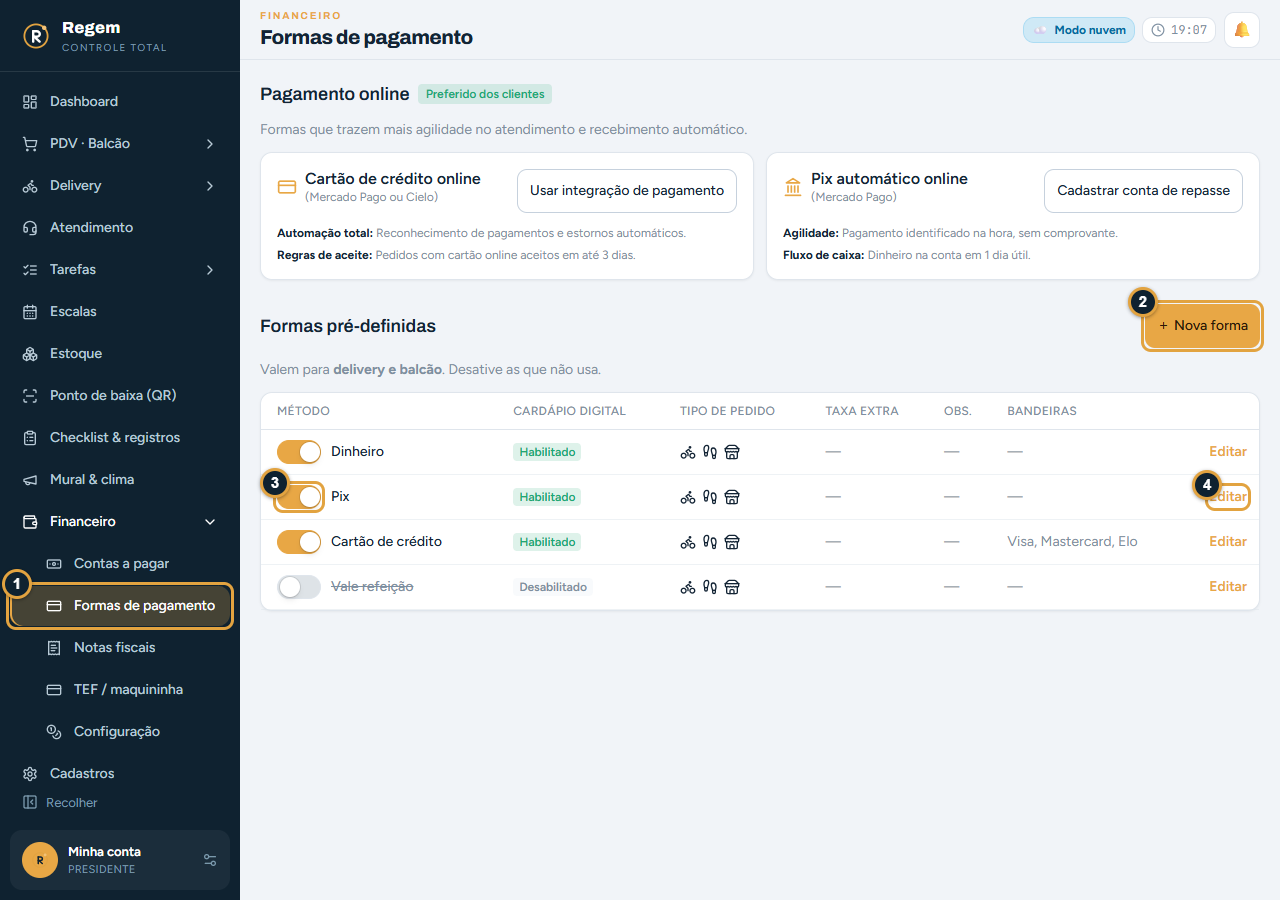 Regem
CONTROLE TOTAL
Dashboard
PDV · Balcão
Delivery
Atendimento
Tarefas
Escalas
Estoque
Ponto de baixa (QR)
Checklist & registros
Mural & clima
Financeiro
Contas a pagar
1
Formas de pagamento
Notas fiscais
TEF / maquininha
Configuração
Cadastros
Recolher
R
Minha conta
PRESIDENTE
FINANCEIRO
Formas de pagamento
Modo nuvem
19:07
Pagamento online Preferido dos clientes
Formas que trazem mais agilidade no atendimento e recebimento automático.
Cartão de crédito online
(Mercado Pago ou Cielo)
Usar integração de pagamento
Automação total: Reconhecimento de pagamentos e estornos automáticos.
Regras de aceite: Pedidos com cartão online aceitos em até 3 dias.
Pix automático online
(Mercado Pago)
Cadastrar conta de repasse
Agilidade: Pagamento identificado na hora, sem comprovante.
Fluxo de caixa: Dinheiro na conta em 1 dia útil.
Formas pré-definidas
2
+ Nova forma
Valem para delivery e balcão. Desative as que não usa.
MÉTODO CARDÁPIO DIGITAL TIPO DE PEDIDO TAXA EXTRA OBS. BANDEIRAS
Dinheiro Habilitado — — — Editar
3 Pix Habilitado — — — 4 Editar
Cartão de crédito Habilitado — — Visa, Mastercard, Elo Editar
Vale refeição Desabilitado — — — Editar